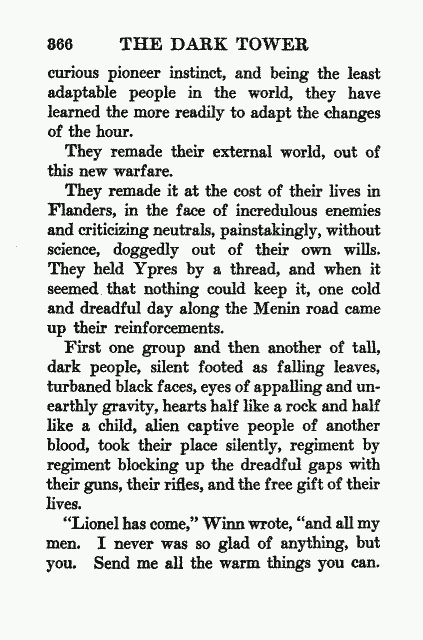 366 THE DARK TOWER
curious pioneer instinct, and being the least
adaptable people in the world, they have
learned the more readily to adapt the changes
of the hour.
They remade their external world, out of
this new warfare.
They remade it at the cost of their lives in
Flanders, in the face of incredulous enemies
and criticizing neutrals, painstakingly, without
science, doggedly out of their own wills.
They held Ypres by a thread, and when it
seemed that nothing could keep it, one cold
and dreadful day along the Menin road came
up their reinforcements.
First one group and then another of tall,
dark people, silent footed as falling leaves,
turbaned black faces, eyes of appalling and un-
earthly gravity, hearts half like a rock and half
like a child, alien captive people of another
blood, took their place silently, regiment by
regiment blocking up the dreadful gaps with
their guns, their rifles, and the free gift of their
lives.
"Lionel has come," Winn wrote, "and all my
men. I never was so glad of anything, but
you. Send me all the warm things you can.